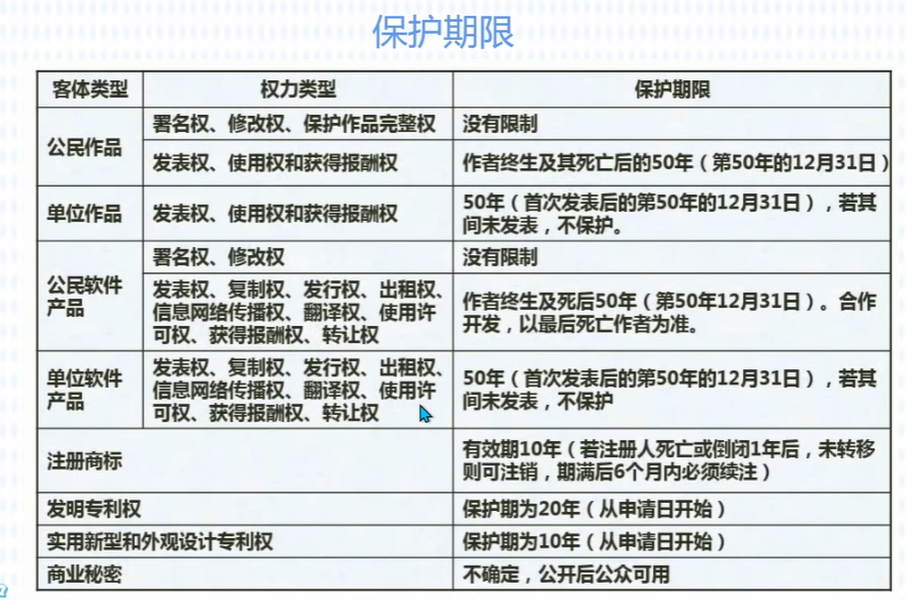 保护期限
客体类型 权力类型 保护期限
公民作品
署名权、修改权、保护作品完整权 没有限制
发表权、使用权和获得报酬权 作者终生及其死亡后的50年（第50年的12月31日）
单位作品 发表权、使用权和获得报酬权
50年（首次发表后的第50年的12月31日），若其
间未发表，不保护。
公民软件
产品
署名权、修改权 没有限制
发表权、复制权、发行权、出租权、
信息网络传播权、翻译权、使用许
可权、获得报酬权、转让权
作者终生及死后50年（第50年12月31日）。合作
开发，以最后死亡作者为准。
单位软件
产品
发表权、复制权、发行权、出租权、
信息网络传播权、翻译权、使用许
可权、获得报酬权、转让权
50年（首次发表后的第50年的12月31日），若其
间未发表，不保护
注册商标
有效期10年（若注册人死亡或倒闭1年后，未转移
则可注销，期满后6个月内必须续注）
发明专利权 保护期为20年（从申请日开始）
实用新型和外观设计专利权 保护期为10年（从申请日开始）
商业秘密 不确定，公开后公众可用